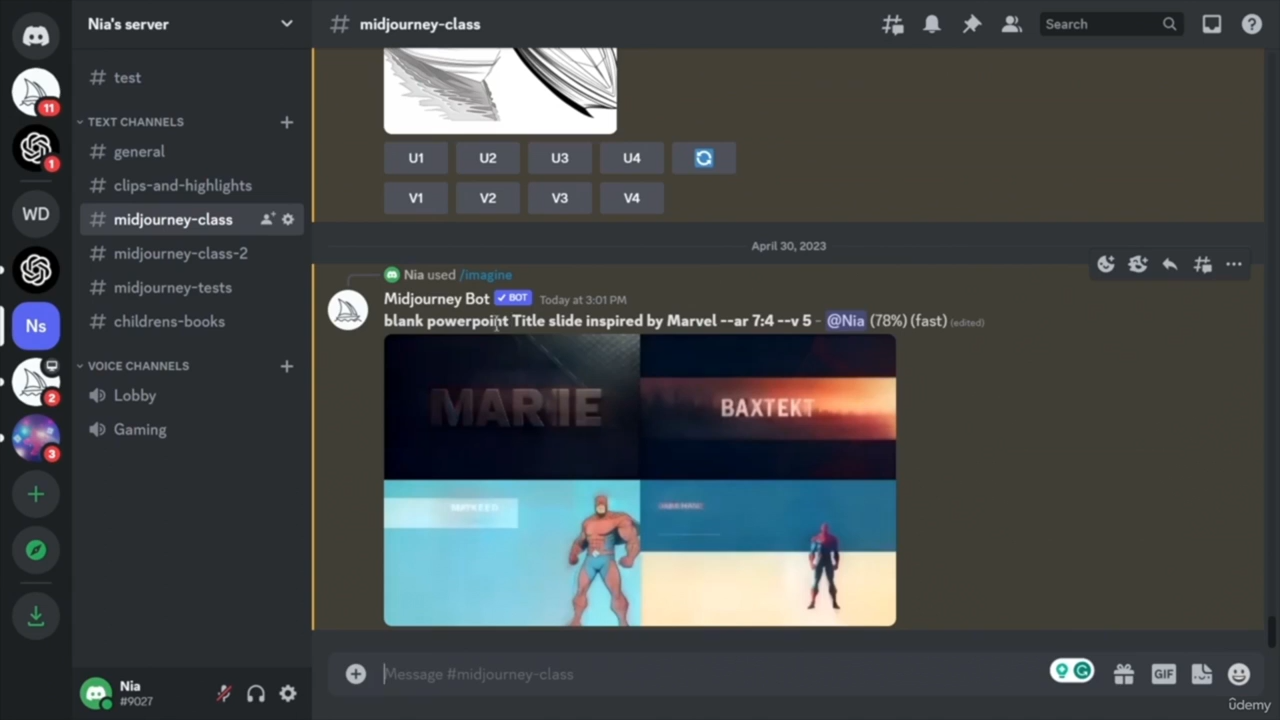 Nia's server
midjourney-class
Search
test
TEXT CHANNELS
general
clips-and-highlights
midjourney-class
midjourney-class-2
midjourney-tests
childrens-books
VOICE CHANNELS
Lobby
Gaming
11
1
WD
Ns
2
3
U1 U2 U3 U4
V1 V2 V3 V4
April 30, 2023
Nia used /imagine
Midjourney Bot BOT Today at 3:01 PM
blank powerpoint Title slide inspired by Marvel --ar 7:4 --v 5 - @Nia (78%) (fast) (edited)
MARIE
BAXTEKT
Message #midjourney-class
GIF
Nia
#9027
ûdemy